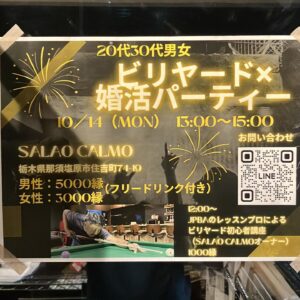 20代30代男女
ビリヤード×
婚活パーティー
10/14 (MON) 13:00〜15:00
お問い合わせ
SALAO CALMO
栃木県那須塩原市住吉町74-19
男性：5000縁(フリードリンク付き)
女性：3000縁
12:00〜
JPBAのレッスンプロによる
ビリヤード初心者講座
(SALAO CALMOオーナー)
1000様